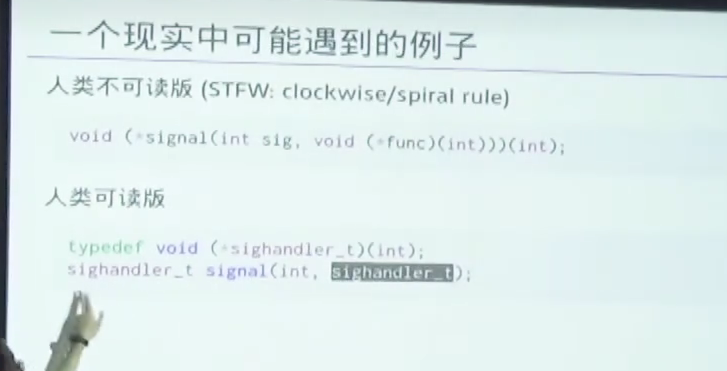 一个现实中可能遇到的例子
人类不可读版 (STFW: clockwise/spiral rule)
void (*signal(int sig, void (*func)(int)))(int);
人类可读版
typedef void (*sighandler_t)(int);
sighandler_t signal(int, sighandler_t);